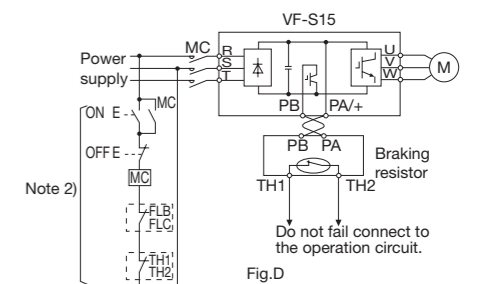 VF-S15
MC
R
S
T
U
V
W
M
Power
supply
PB PA/+
ON E
MC
OFF E
MC
Note 2)
FLB
FLC
TH1
TH2
PB PA
Braking
resistor
TH1 TH2
Do not fail connect to
the operation circuit.
Fig.D